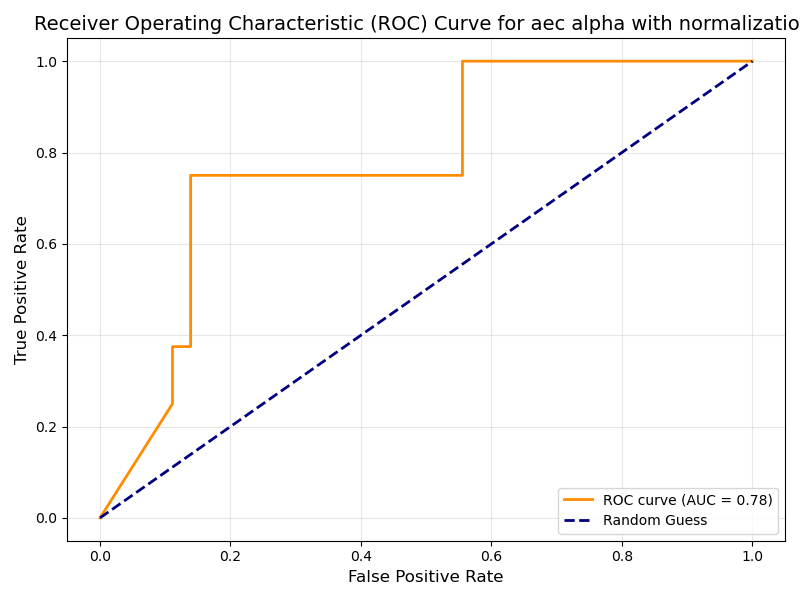 Receiver Operating Characteristic (ROC) Curve for aec alpha with normalizatio
1.0
0.8
0.6
0.4
0.2
0.0
True Positive Rate
0.0 0.2 0.4 0.6 0.8 1.0
False Positive Rate
ROC curve (AUC = 0.78)
Random Guess